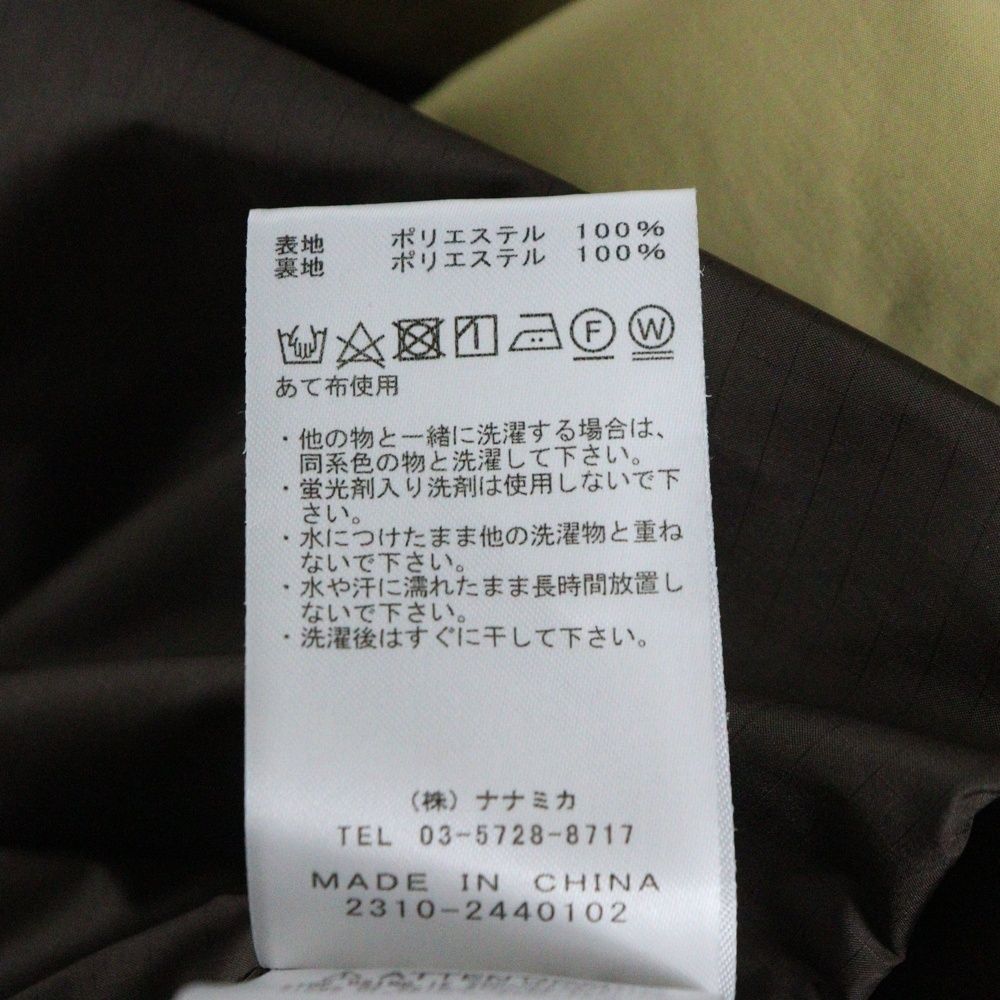 表地 ポリエステル 100%
裏地 ポリエステル 100%
F W
あて布使用
・他の物と一緒に洗濯する場合は、
同系色の物と洗濯して下さい。
・蛍光剤入り洗剤は使用しないで下
さい。
・水につけたまま他の洗濯物と重ね
ないで下さい。
・水や汗に濡れたまま長時間放置し
ないで下さい。
・洗濯後はすぐに干して下さい。
(株) ナナミカ
TEL 03-5728-8717
MADE IN CHINA
2310-2440102